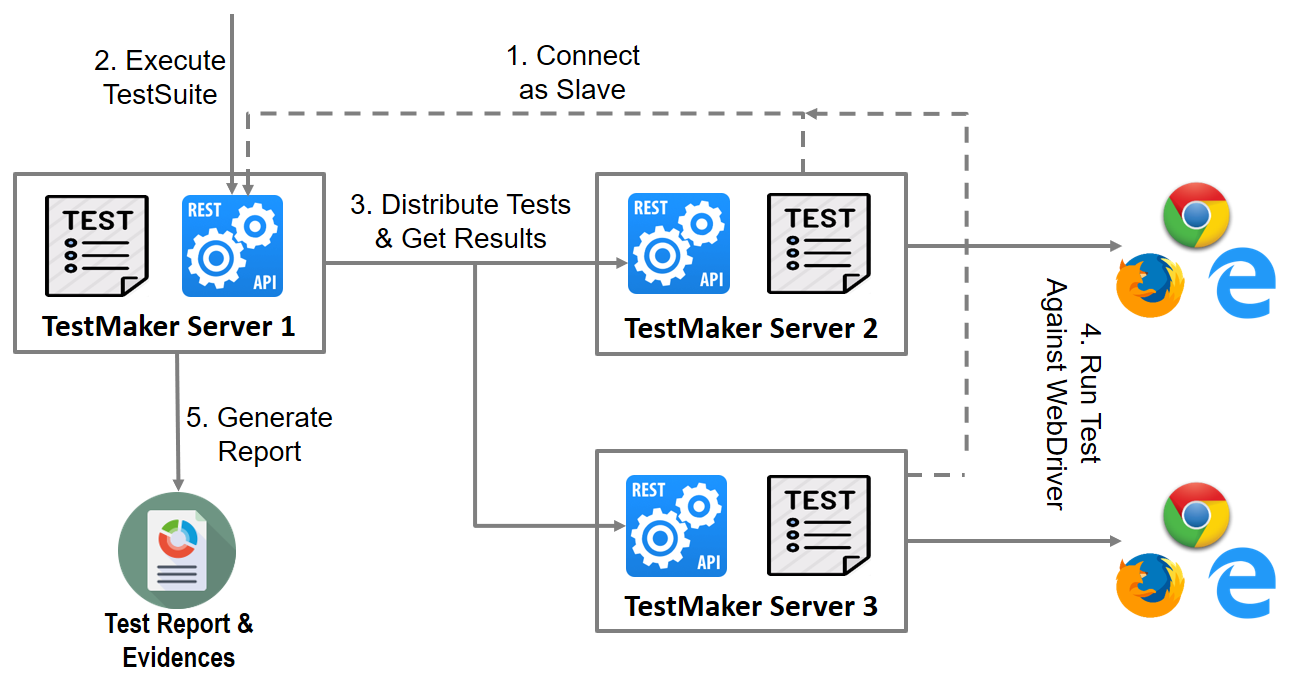 2. Execute
TestSuite
1. Connect
as Slave
TEST
REST
API
TestMaker Server 1
3. Distribute Tests
& Get Results
REST
API
TEST
TestMaker Server 2
4. Run Test
Against WebDriver
5. Generate
Report
REST
API
TEST
TestMaker Server 3
Test Report &
Evidences